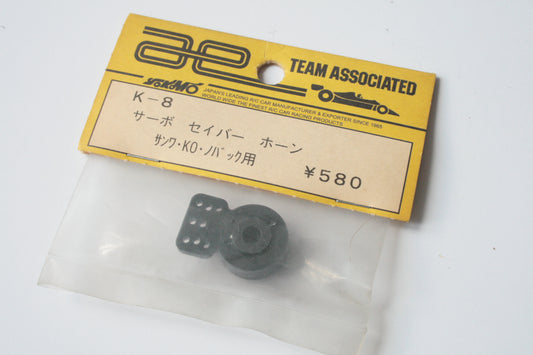 TEAM ASSOCIATED
YOKOMO
JAPAN'S LEADING R/C CAR MANUFACTURER & EXPORTER SINCE 1965
WORLD WIDE THE FINEST R/C CAR RACING PRODUCTS
K-8
サーボ セイバー ホーン
サンワ・KO・ノバック用
¥580